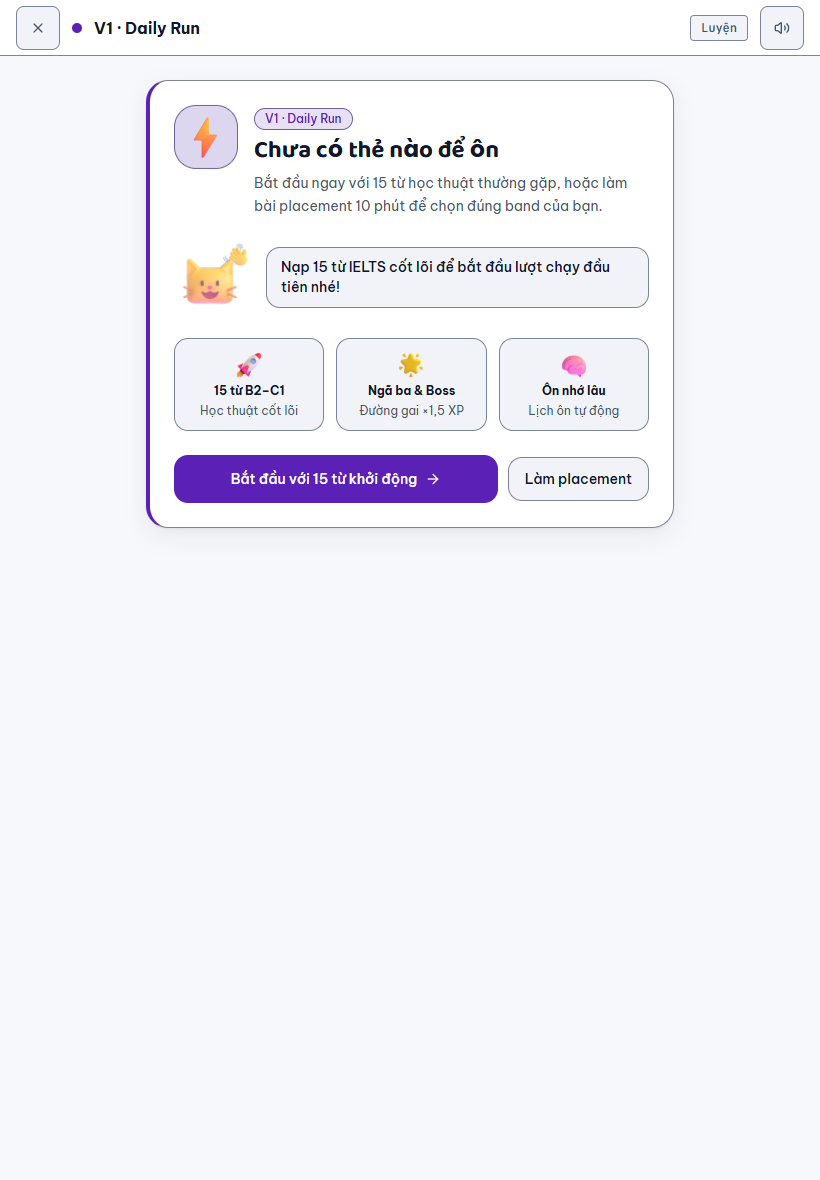 V1 · Daily Run
Luyện
V1 · Daily Run
Chưa có thẻ nào để ôn
Bắt đầu ngay với 15 từ học thuật thường gặp, hoặc làm
bài placement 10 phút để chọn đúng band của bạn.
Nạp 15 từ IELTS cốt lõi để bắt đầu lượt chạy đầu
tiên nhé!
15 từ B2–C1
Học thuật cốt lõi
Ngã ba & Boss
Đường gai ×1,5 XP
Ôn nhớ lâu
Lịch ôn tự động
Bắt đầu với 15 từ khởi động →
Làm placement